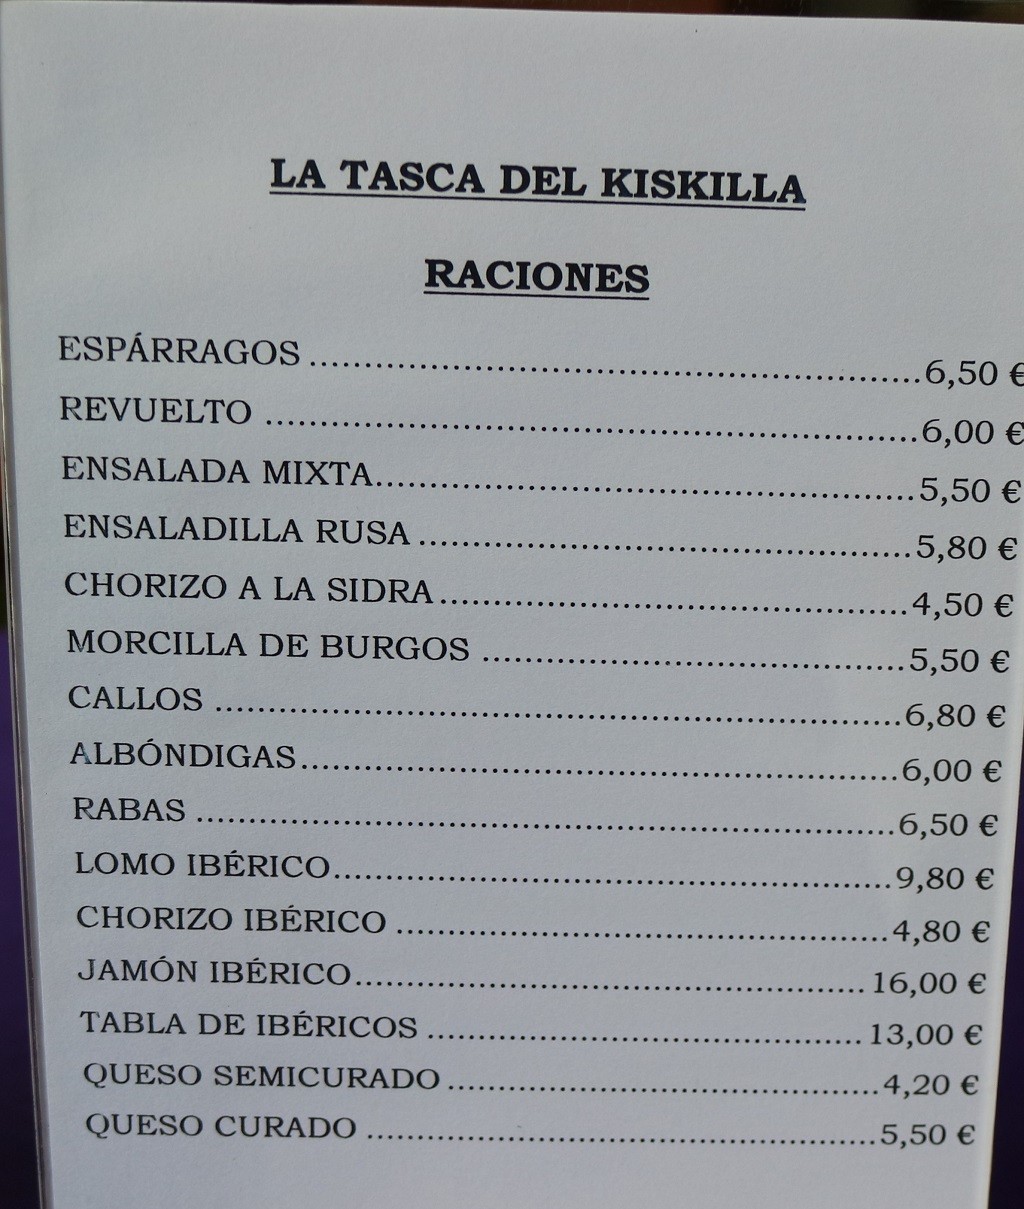 LA TASCA DEL KISKILLA
RACIONES
ESPÁRRAGOS ........................................................... 6,50 €
REVUELTO ............................................................... 6,00 €
ENSALADA MIXTA.................................................... 5,50 €
ENSALADILLA RUSA ................................................ 5,80 €
CHORIZO A LA SIDRA............................................. 4,50 €
MORCILLA DE BURGOS ......................................... 5,50 €
CALLOS .................................................................. 6,80 €
ALBÓNDIGAS.......................................................... 6,00 €
RABAS .................................................................... 6,50 €
LOMO IBÉRICO....................................................... 9,80 €
CHORIZO IBÉRICO ................................................ 4,80 €
JAMÓN IBÉRICO.................................................. 16,00 €
TABLA DE IBÉRICOS ........................................... 13,00 €
QUESO SEMICURADO .......................................... 4,20 €
QUESO CURADO .................................................. 5,50 €